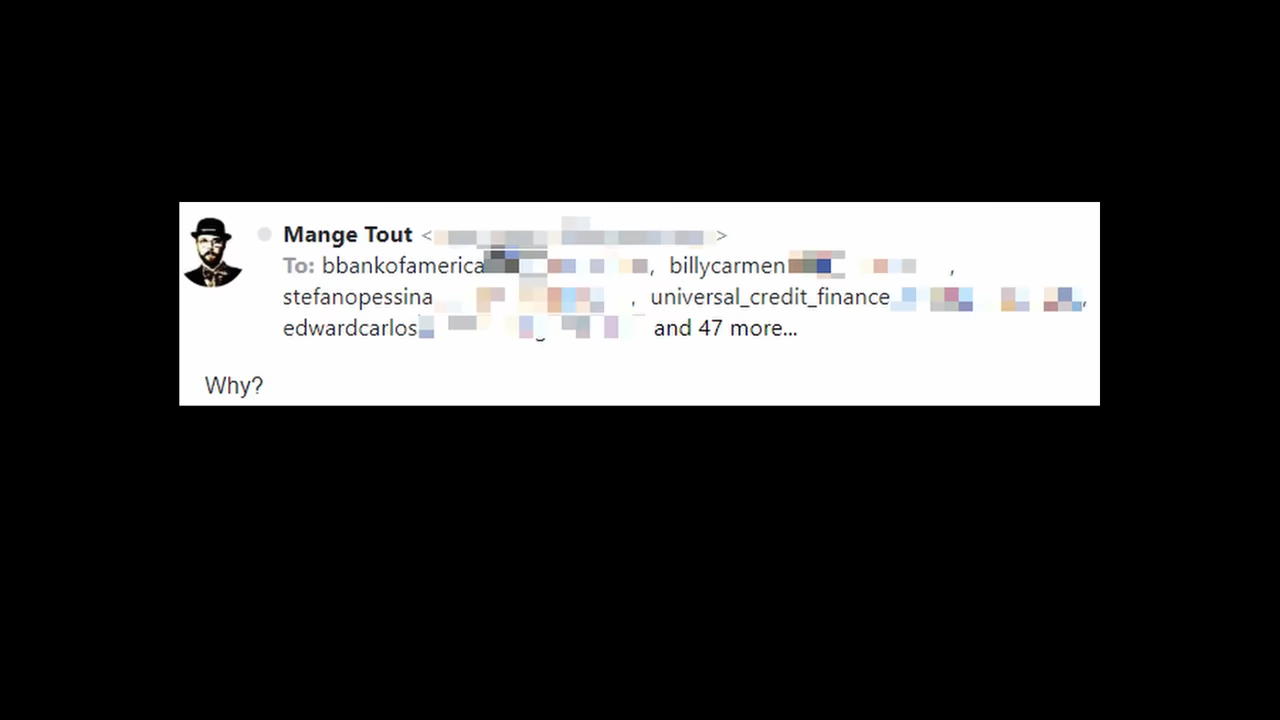 Mange Tout < >
To: bbankofamerica , billycarmen ,
stefanopessina , universal_credit_finance ,
edwardcarlos and 47 more...
Why?